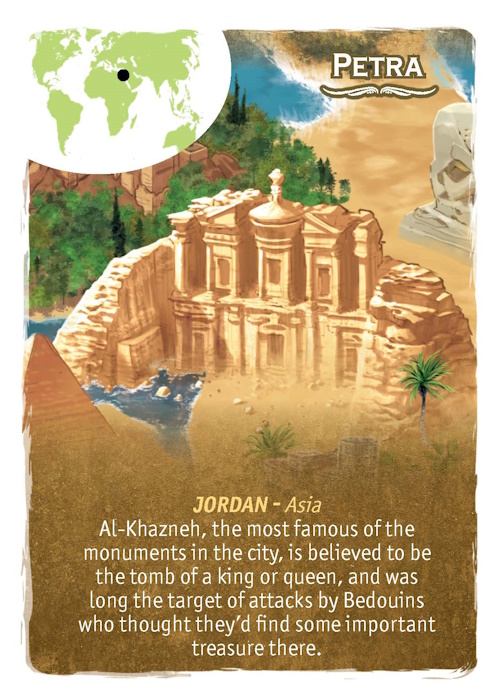 PETRA
JORDAN - Asia
Al-Khazneh, the most famous of the
monuments in the city, is believed to be
the tomb of a king or queen, and was
long the target of attacks by Bedouins
who thought they'd find some important
treasure there.